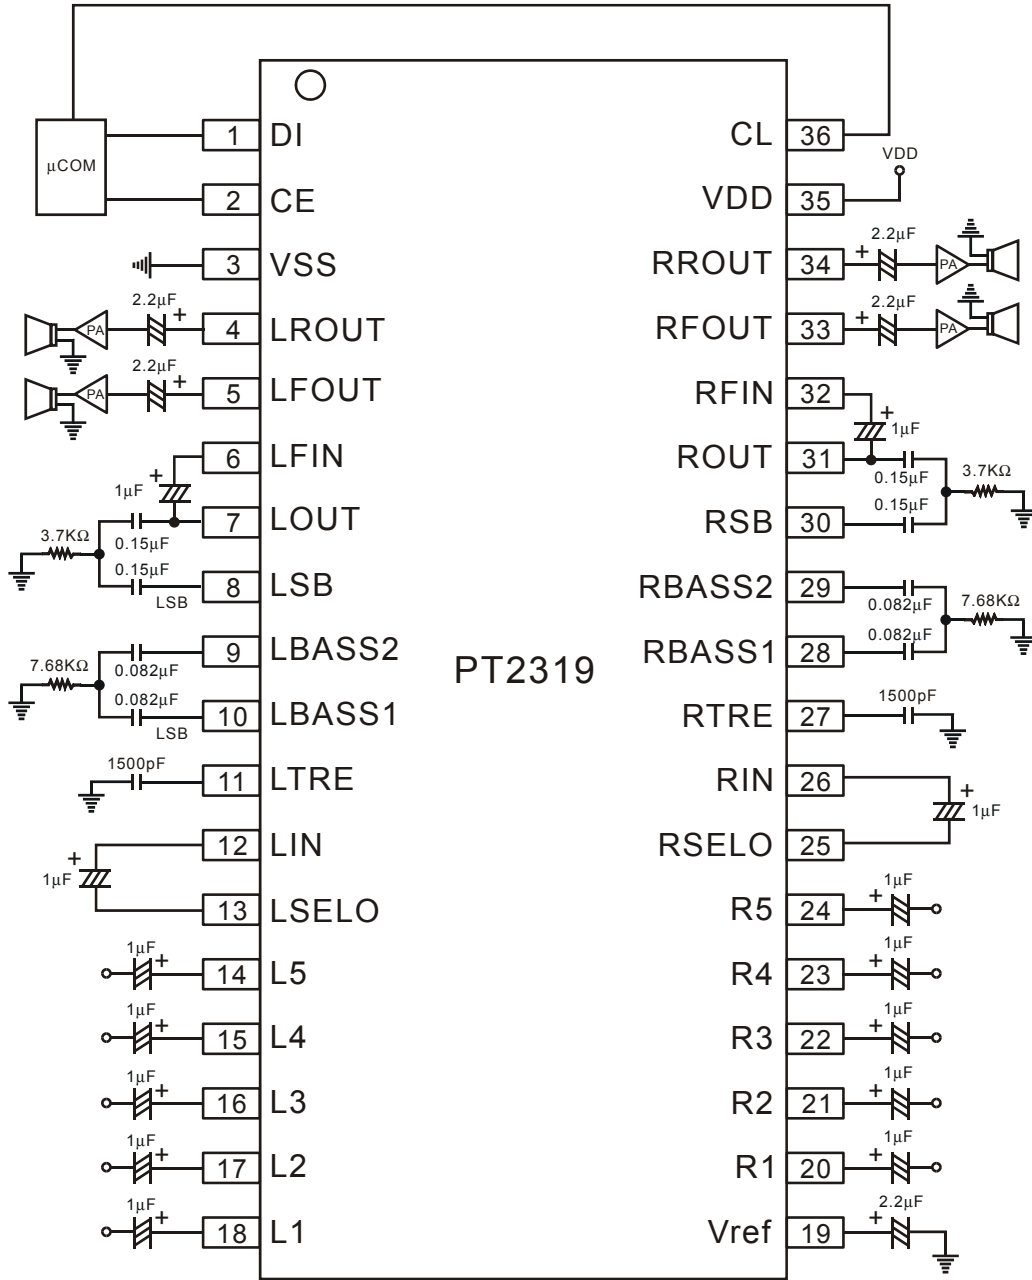 μCOM
1 DI
CL 36
VDD
2 CE
VDD 35
3 VSS
2.2μF
RROUT 34
+
PA
2.2μF
+
PA
4 LROUT
2.2μF
RFOUT 33
+
PA
2.2μF
+
PA
5 LFOUT
RFIN 32
+
1μF
6 LFIN
+
1μF
ROUT 31
0.15μF
3.7KΩ
0.15μF
7 LOUT
3.7KΩ
0.15μF
0.15μF
RSB 30
8 LSB
LSB
RBASS2 29
0.082μF
7.68KΩ
0.082μF
9 LBASS2
7.68KΩ
0.082μF
0.082μF
RBASS1 28
PT2319
10 LBASS1
LSB
RTRE 27
1500pF
11 LTRE
1500pF
RIN 26
+
1μF
12 LIN
+
1μF
RSELO 25
13 LSELO
R5 24
+
1μF
14 L5
1μF
+
R4 23
+
1μF
15 L4
1μF
+
R3 22
+
1μF
16 L3
1μF
+
R2 21
+
1μF
17 L2
1μF
+
R1 20
+
1μF
18 L1
1μF
+
Vref 19
+
2.2μF